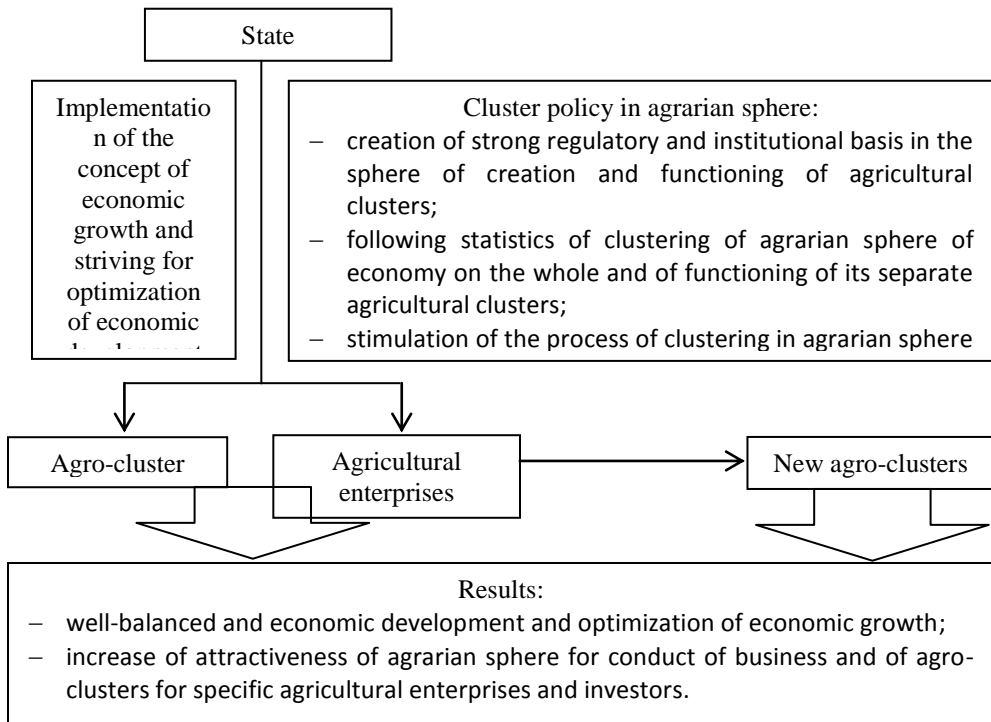 State
Implementatio
n of the
concept of
economic
growth and
striving for
optimization
of economic
Cluster policy in agrarian sphere:
– creation of strong regulatory and institutional basis in the
sphere of creation and functioning of agricultural
clusters;
– following statistics of clustering of agrarian sphere of
economy on the whole and of functioning of its separate
agricultural clusters;
– stimulation of the process of clustering in agrarian sphere
Agro-cluster
Agricultural
enterprises
New agro-clusters
Results:
– well-balanced and economic development and optimization of economic growth;
– increase of attractiveness of agrarian sphere for conduct of business and of agro-
clusters for specific agricultural enterprises and investors.